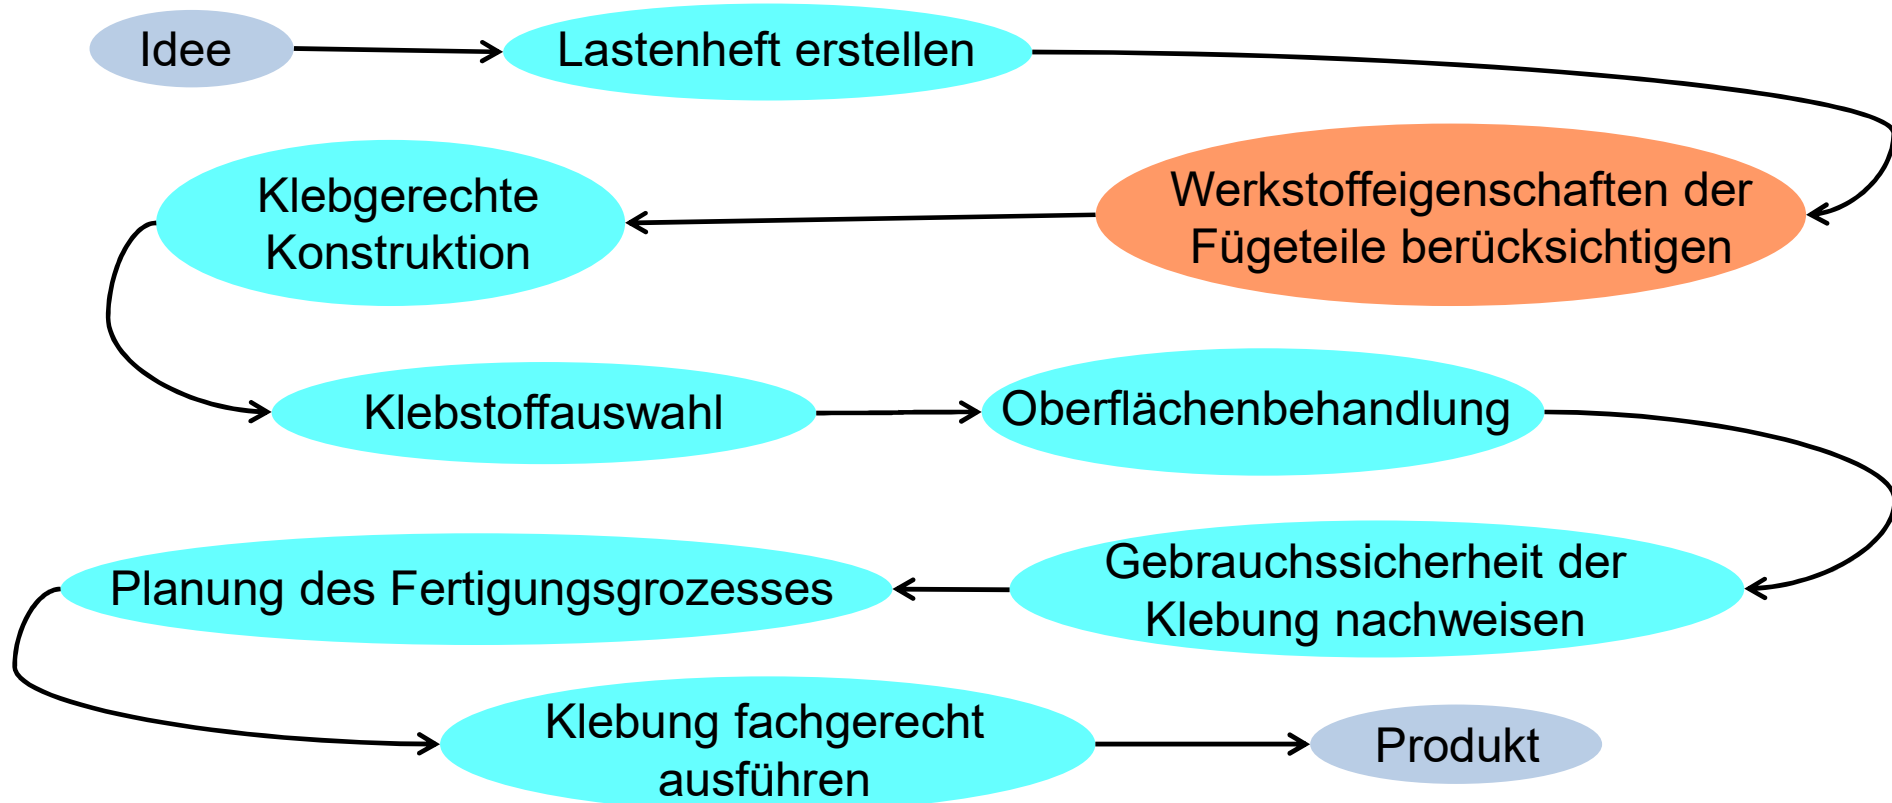 Idee
Lastenheft erstellen
Werkstoffeigenschaften der
Fügeteile berücksichtigen
Klebgerechte
Konstruktion
Klebstoffauswahl
Oberflächenbehandlung
Gebrauchssicherheit der
Klebung nachweisen
Planung des Fertigungsgrozesses
Klebung fachgerecht
ausführen
Produkt